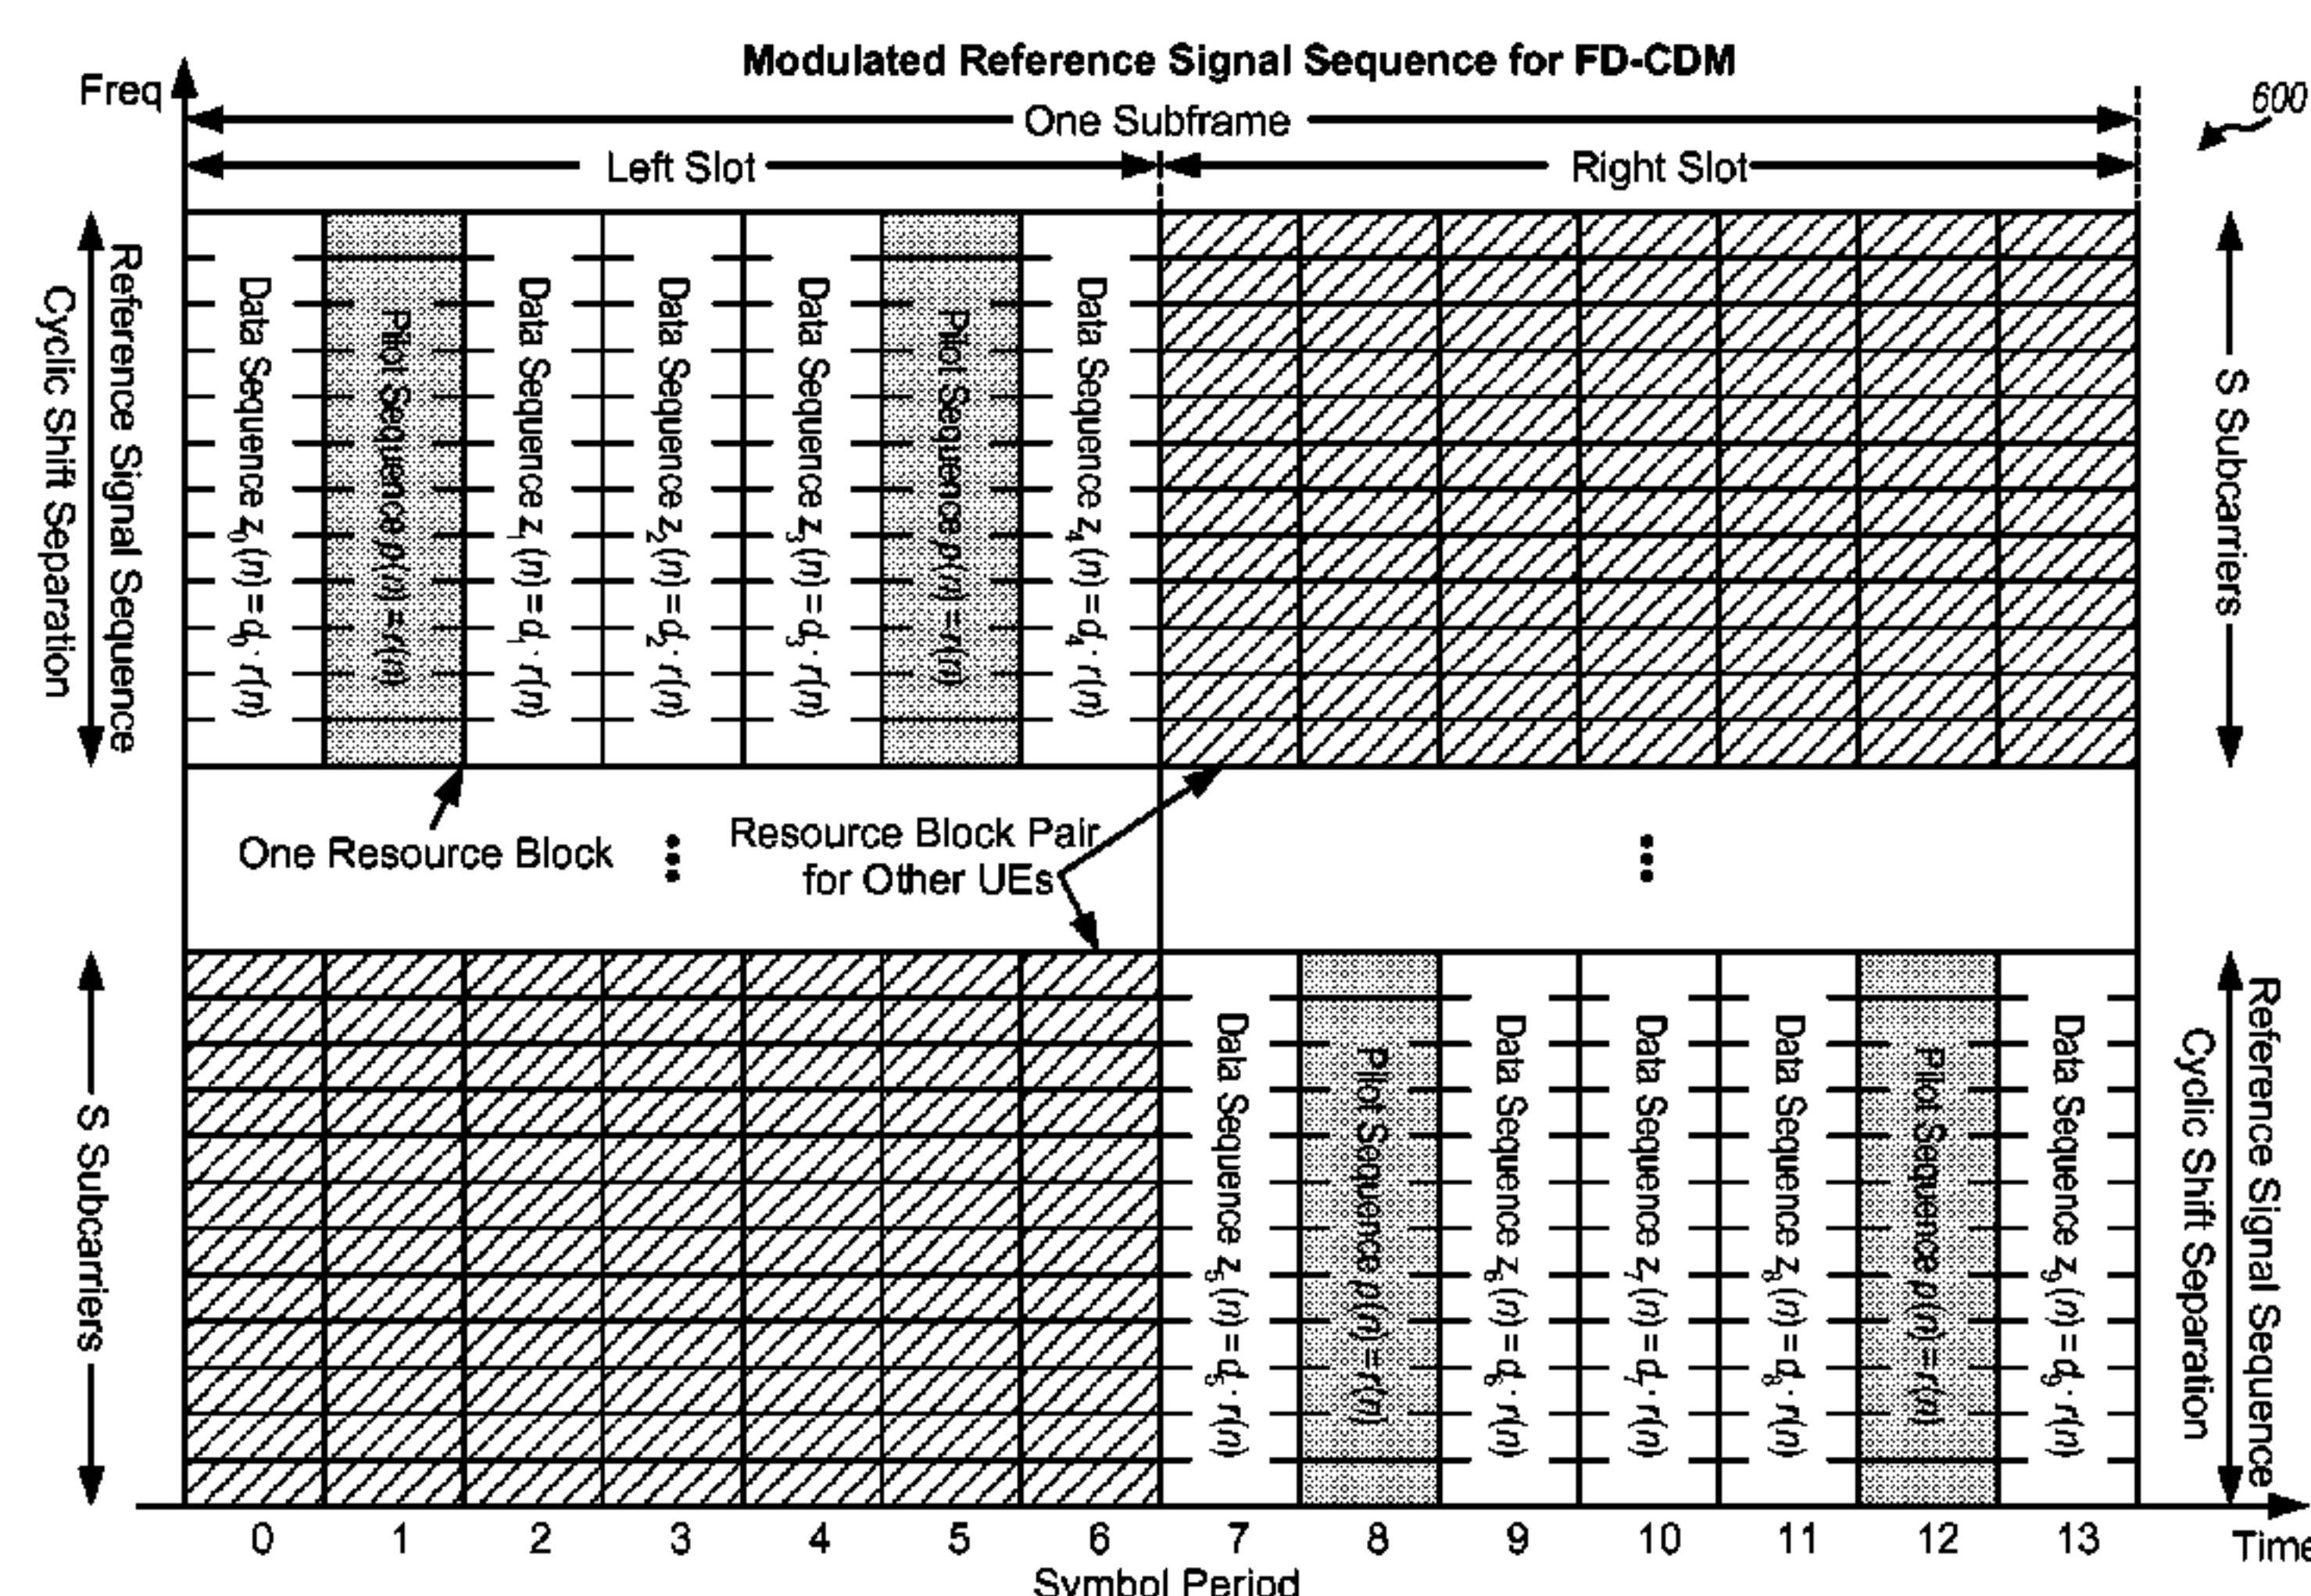 Modulated Reference Signal Sequence for FD-CDM
Freq
One Subframe
600
Left Slot
Right Slot
Reference Signal Sequence
Cyclic Shift Separation
Data Sequence z₀(n) = d₀ · r(n)
Pilot Sequence p(n) = r(n)
Data Sequence z₁(n) = d₁ · r(n)
Data Sequence z₂(n) = d₂ · r(n)
Data Sequence z₃(n) = d₃ · r(n)
Pilot Sequence p(n) = r(n)
Data Sequence z₄(n) = d₄ · r(n)
S Subcarriers
One Resource Block
Resource Block Pair
for Other UEs
S Subcarriers
Data Sequence z₅(n) = d₅ · r(n)
Pilot Sequence p(n) = r(n)
Data Sequence z₆(n) = d₆ · r(n)
Data Sequence z₇(n) = d₇ · r(n)
Data Sequence z₈(n) = d₈ · r(n)
Pilot Sequence p(n) = r(n)
Data Sequence z₉(n) = d₉ · r(n)
Reference Signal Sequence
Cyclic Shift Separation
0 1 2 3 4 5 6 7 8 9 10 11 12 13
Time
Symbol Period